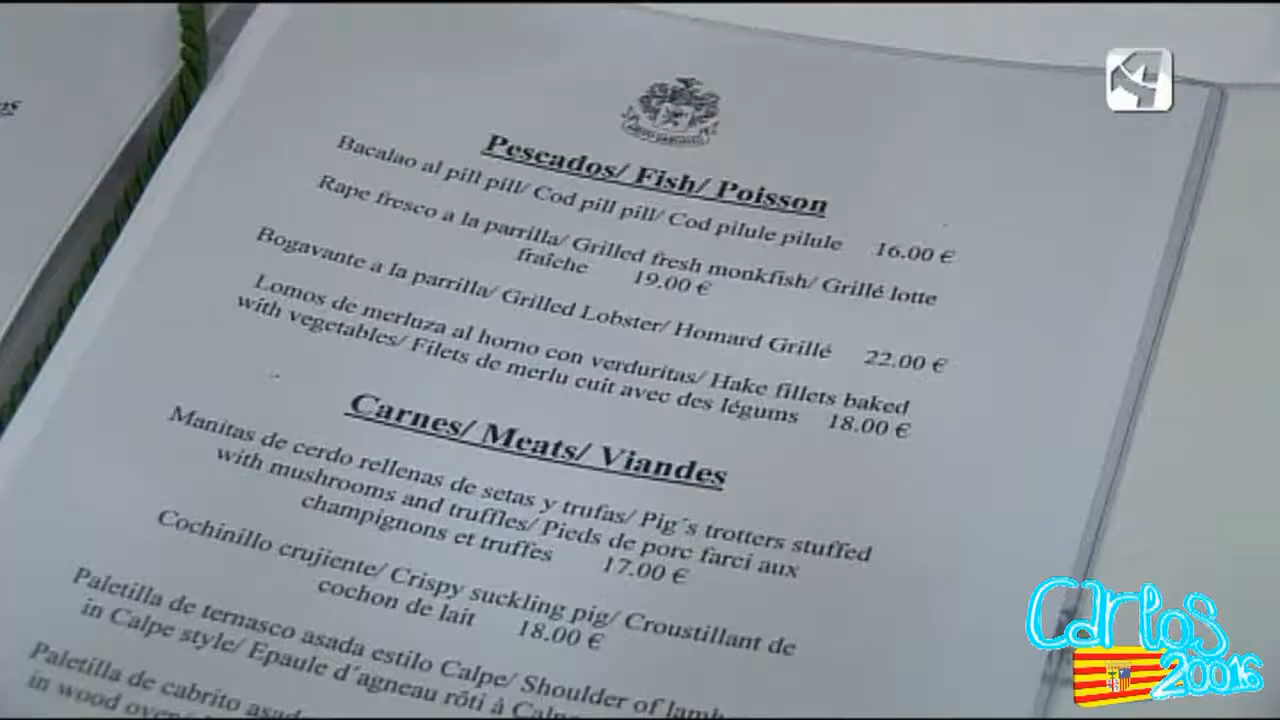 Pescados/ Fish/ Poisson
Bacalao al pill pill/ Cod pill pill/ Cod pilule pilule 16.00 €
Rape fresco a la parrilla/ Grilled fresh monkfish/ Grillé lotte
fraîche 19.00 €
Bogavante a la parrilla/ Grilled Lobster/ Homard Grillé 22.00 €
Lomos de merluza al horno con verduritas/ Hake fillets baked
with vegetables/ Filets de merlu cuit avec des légums 18.00 €
Carnes/ Meats/ Viandes
Manitas de cerdo rellenas de setas y trufas/ Pig´s trotters stuffed
with mushrooms and truffles/ Pieds de porc farci aux
champignons et truffes 17.00 €
Cochinillo crujiente/ Crispy suckling pig/ Croustillant de
cochon de lait 18.00 €
Paletilla de ternasco asada estilo Calpe/ Shoulder of lamb
in Calpe style/ Epaule d´agneau rôti à
Paletilla de cabrito
in wood
Carlos
20016